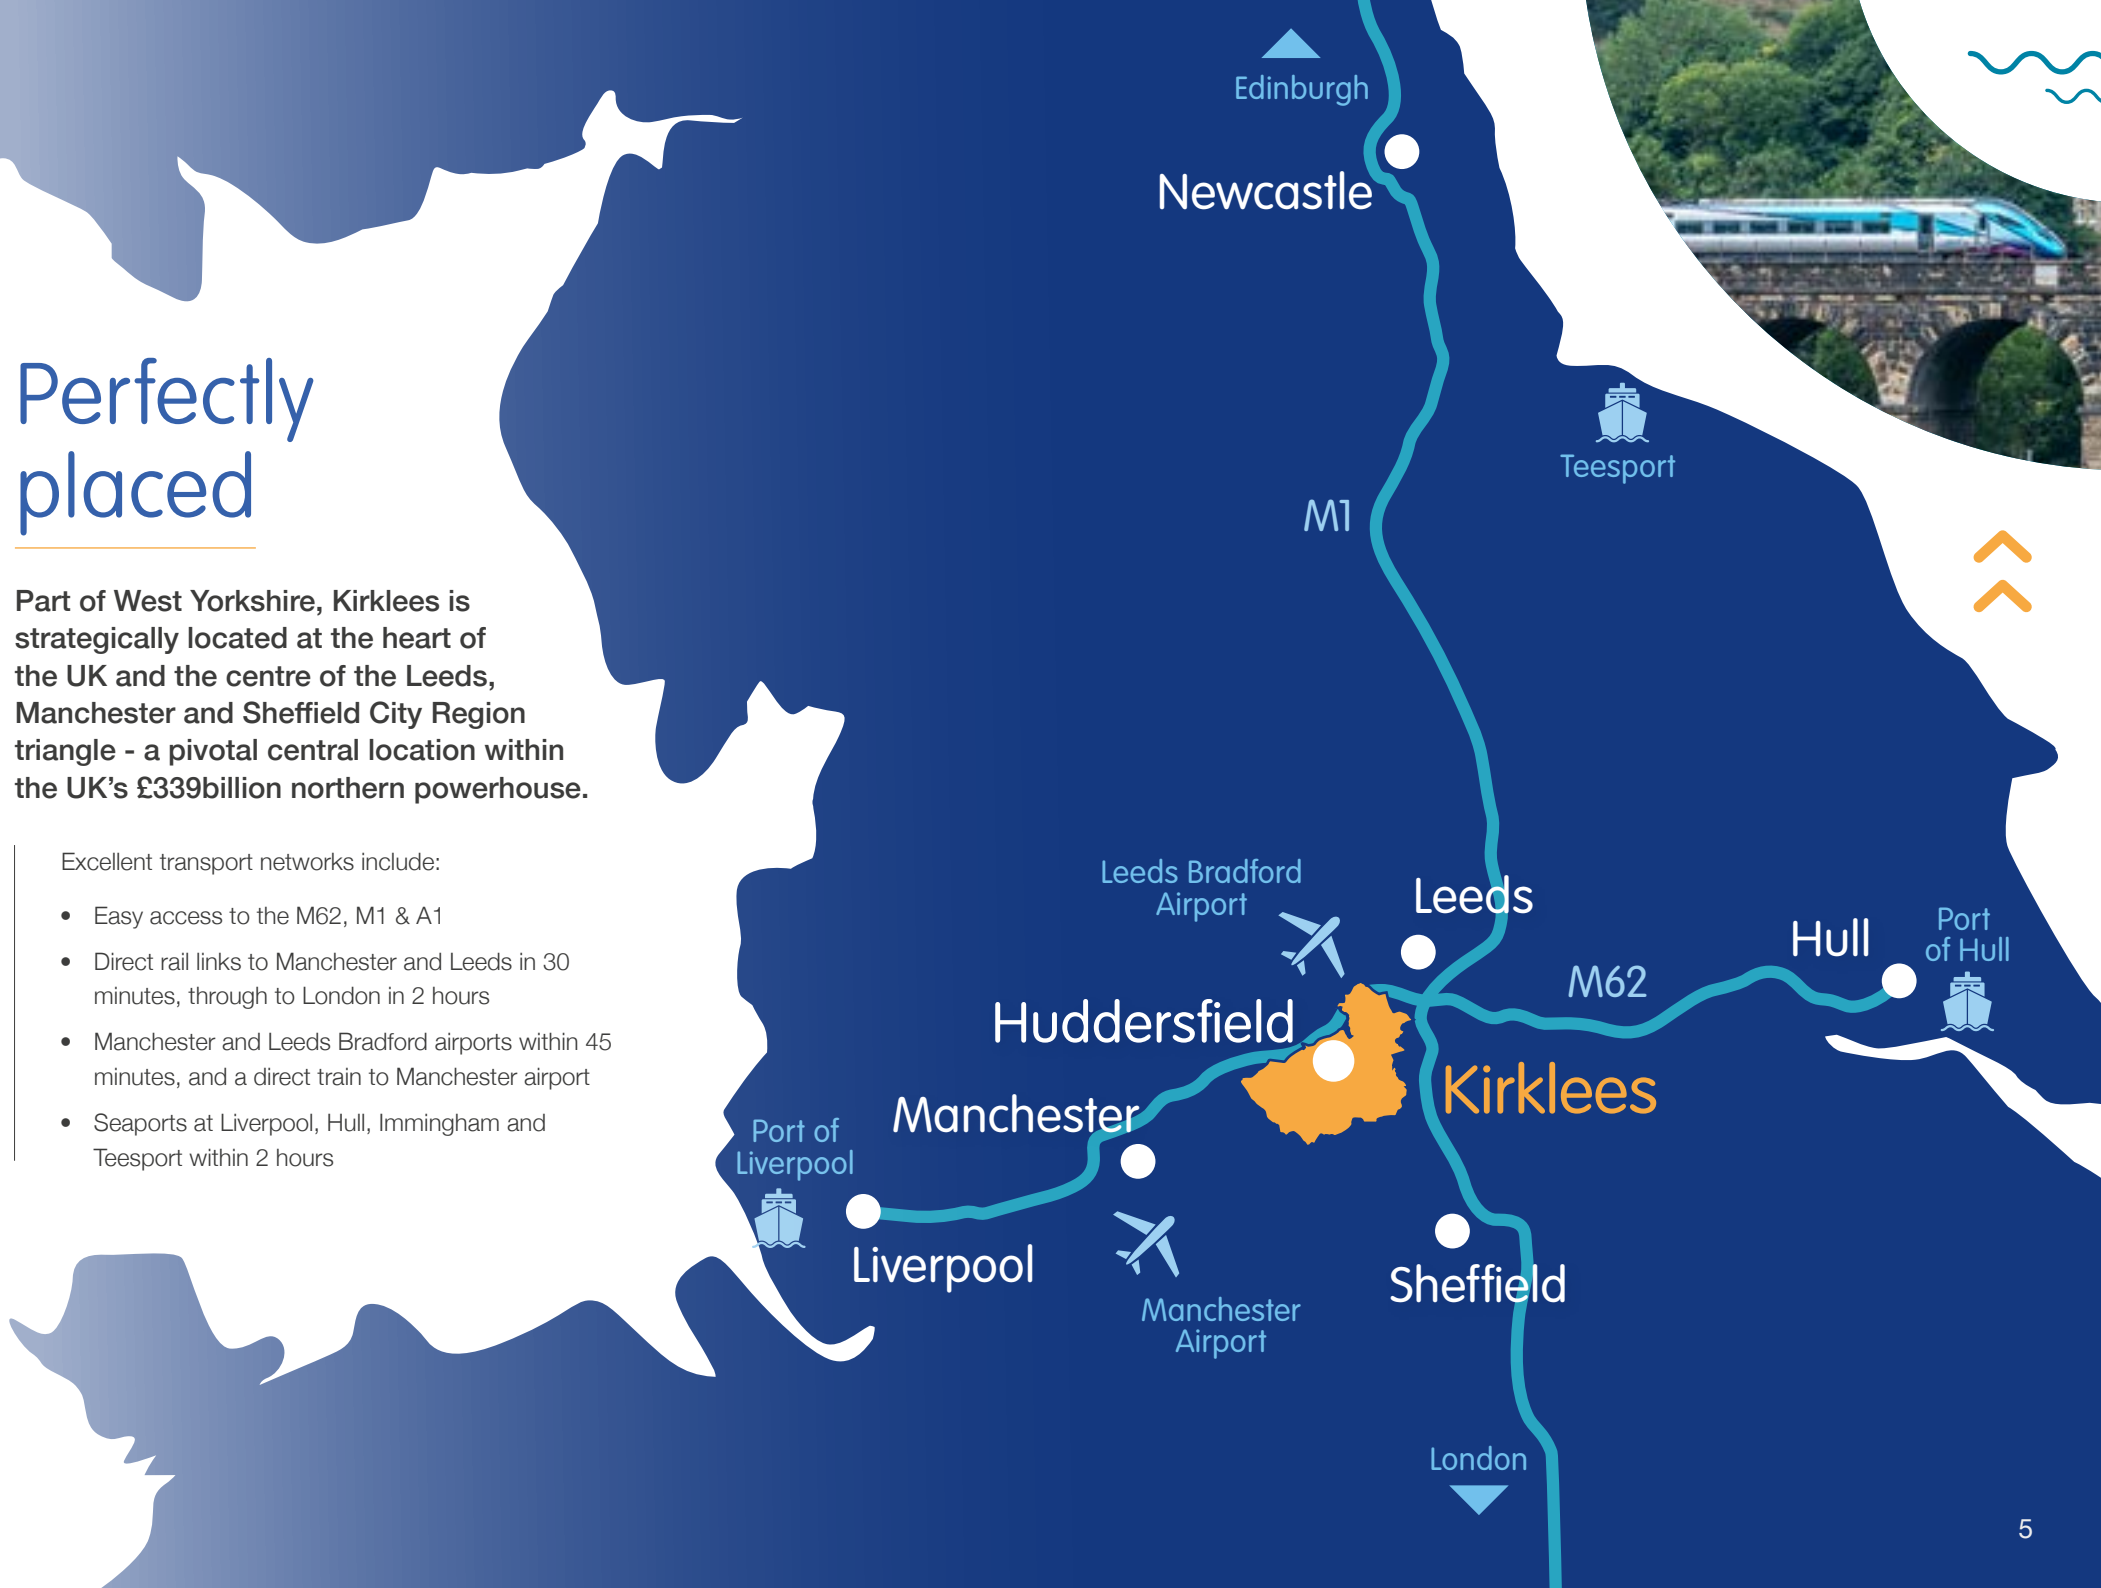 Perfectly
placed
Part of West Yorkshire, Kirklees is
strategically located at the heart of
the UK and the centre of the Leeds,
Manchester and Sheffield City Region
triangle - a pivotal central location within
the UK’s £339billion northern powerhouse.
Excellent transport networks include:
• Easy access to the M62, M1 & A1
• Direct rail links to Manchester and Leeds in 30
minutes, through to London in 2 hours
• Manchester and Leeds Bradford airports within 45
minutes, and a direct train to Manchester airport
• Seaports at Liverpool, Hull, Immingham and
Teesport within 2 hours
Edinburgh
Newcastle
Teesport
M1
Leeds Bradford
Airport
Leeds
Hull
Port
of Hull
M62
Huddersfield
Kirklees
Manchester
Port of
Liverpool
Liverpool
Sheffield
Manchester
Airport
London
5